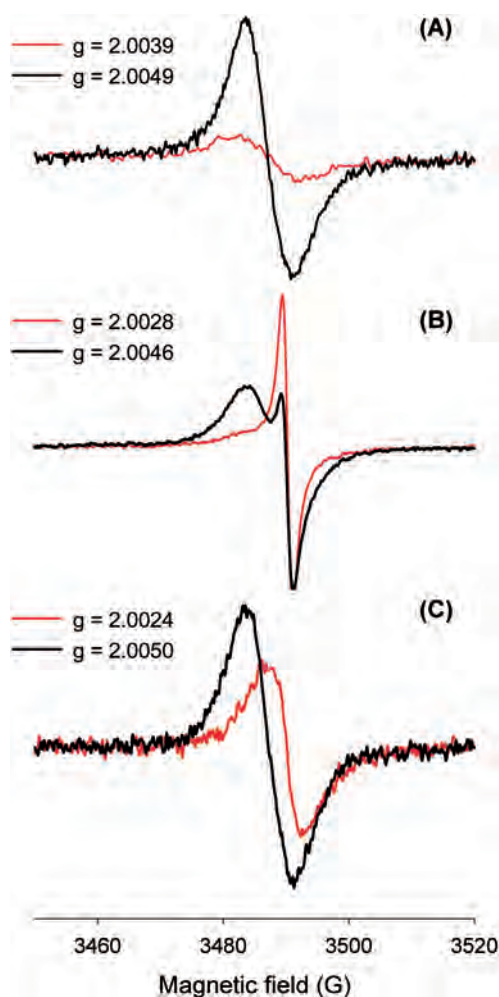 (A)
g = 2.0039
g = 2.0049
(B)
g = 2.0028
g = 2.0046
(C)
g = 2.0024
g = 2.0050
3460 3480 3500 3520
Magnetic field (G)